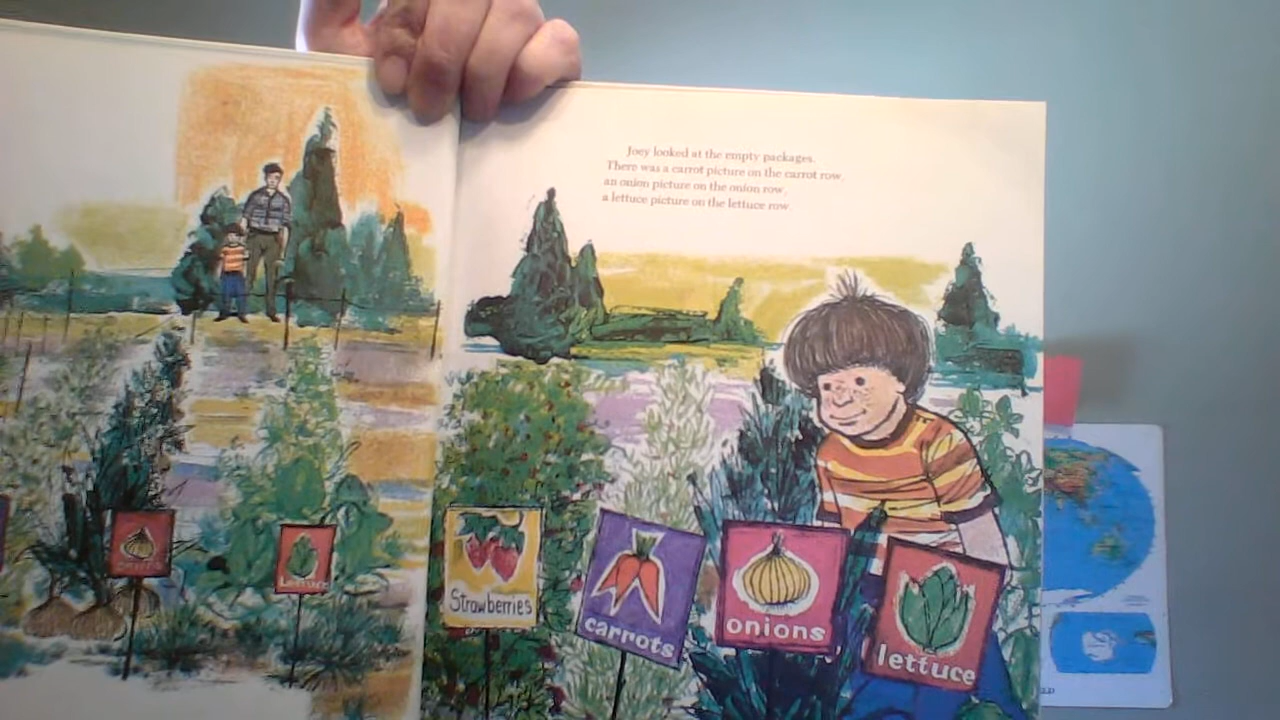 Joey looked at the empty packages.
There was a carrot picture on the carrot row,
an onion picture on the onion row,
a lettuce picture on the lettuce row.
Strawberries
carrots
onions
lettuce
Lettuce